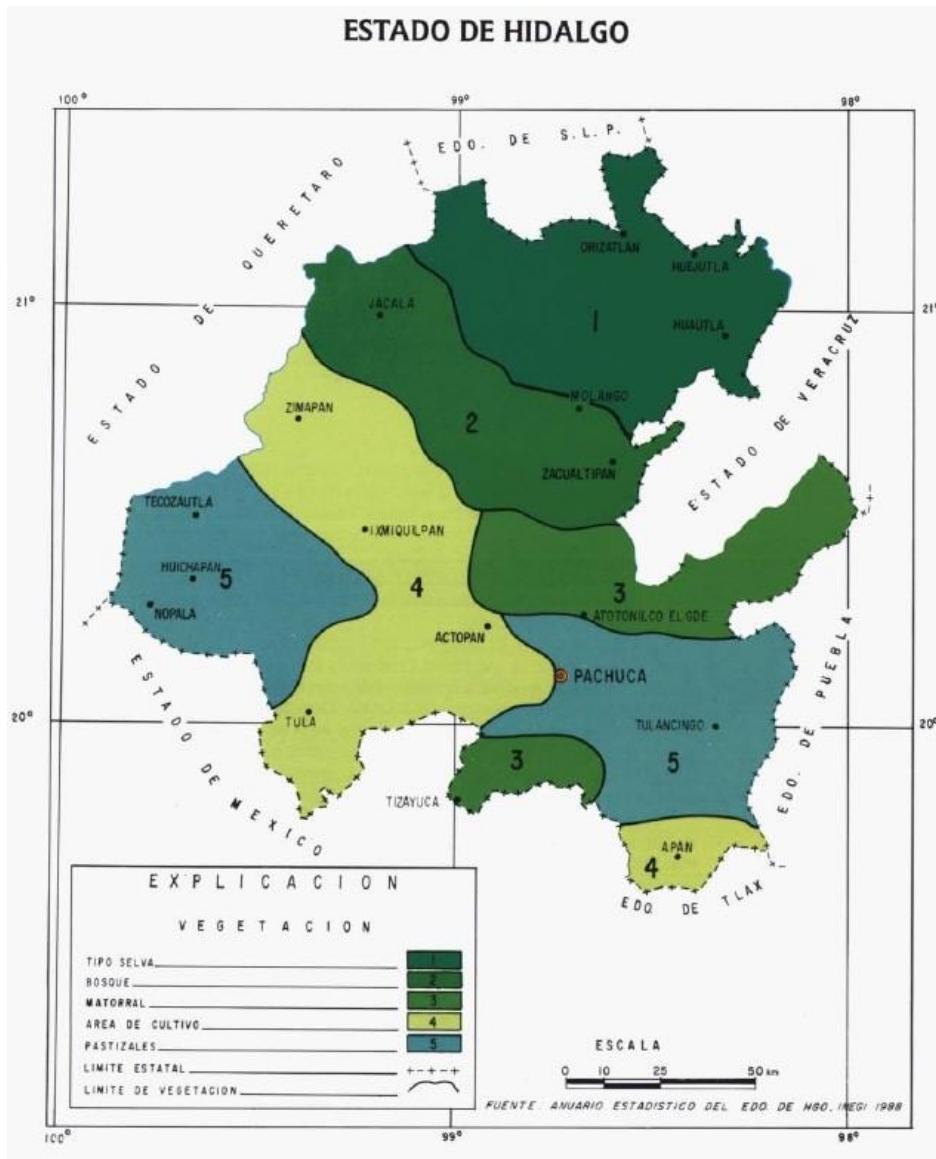 ESTADO DE HIDALGO
100° 99° 98°
EDO. DE S.L.P.
ESTADO DE QUERETARO
ORIZATLAN
HUEJUTLA
21° 21°
JACALA
1
HUAUTLA
ESTADO DE VERACRUZ
MOLANGO
ZIMAPAN
2
ZACUALTIPAN
TECOZAUTLA
IXMIQUILPAN
HUICHAPAN
5
4
3
NOPALA
ATOTONILCO EL GDE
ACTOPAN
PACHUCA
EDO. DE PUEBLA
ESTADO DE MEXICO
20° 20°
TULA
TULANCINGO
3
5
TIZAYUCA
APAN
4
EDO. DE TLAX
EXPLICACION
VEGETACION
TIPO SELVA 1
BOSQUE 2
MATORRAL 3
AREA DE CULTIVO 4
PASTIZALES 5
LIMITE ESTATAL
LIMITE DE VEGETACION
ESCALA
0 10 25 50 km
FUENTE: ANUARIO ESTADISTICO DEL EDO. DE HGO, INEGI 1988
100° 99° 98°